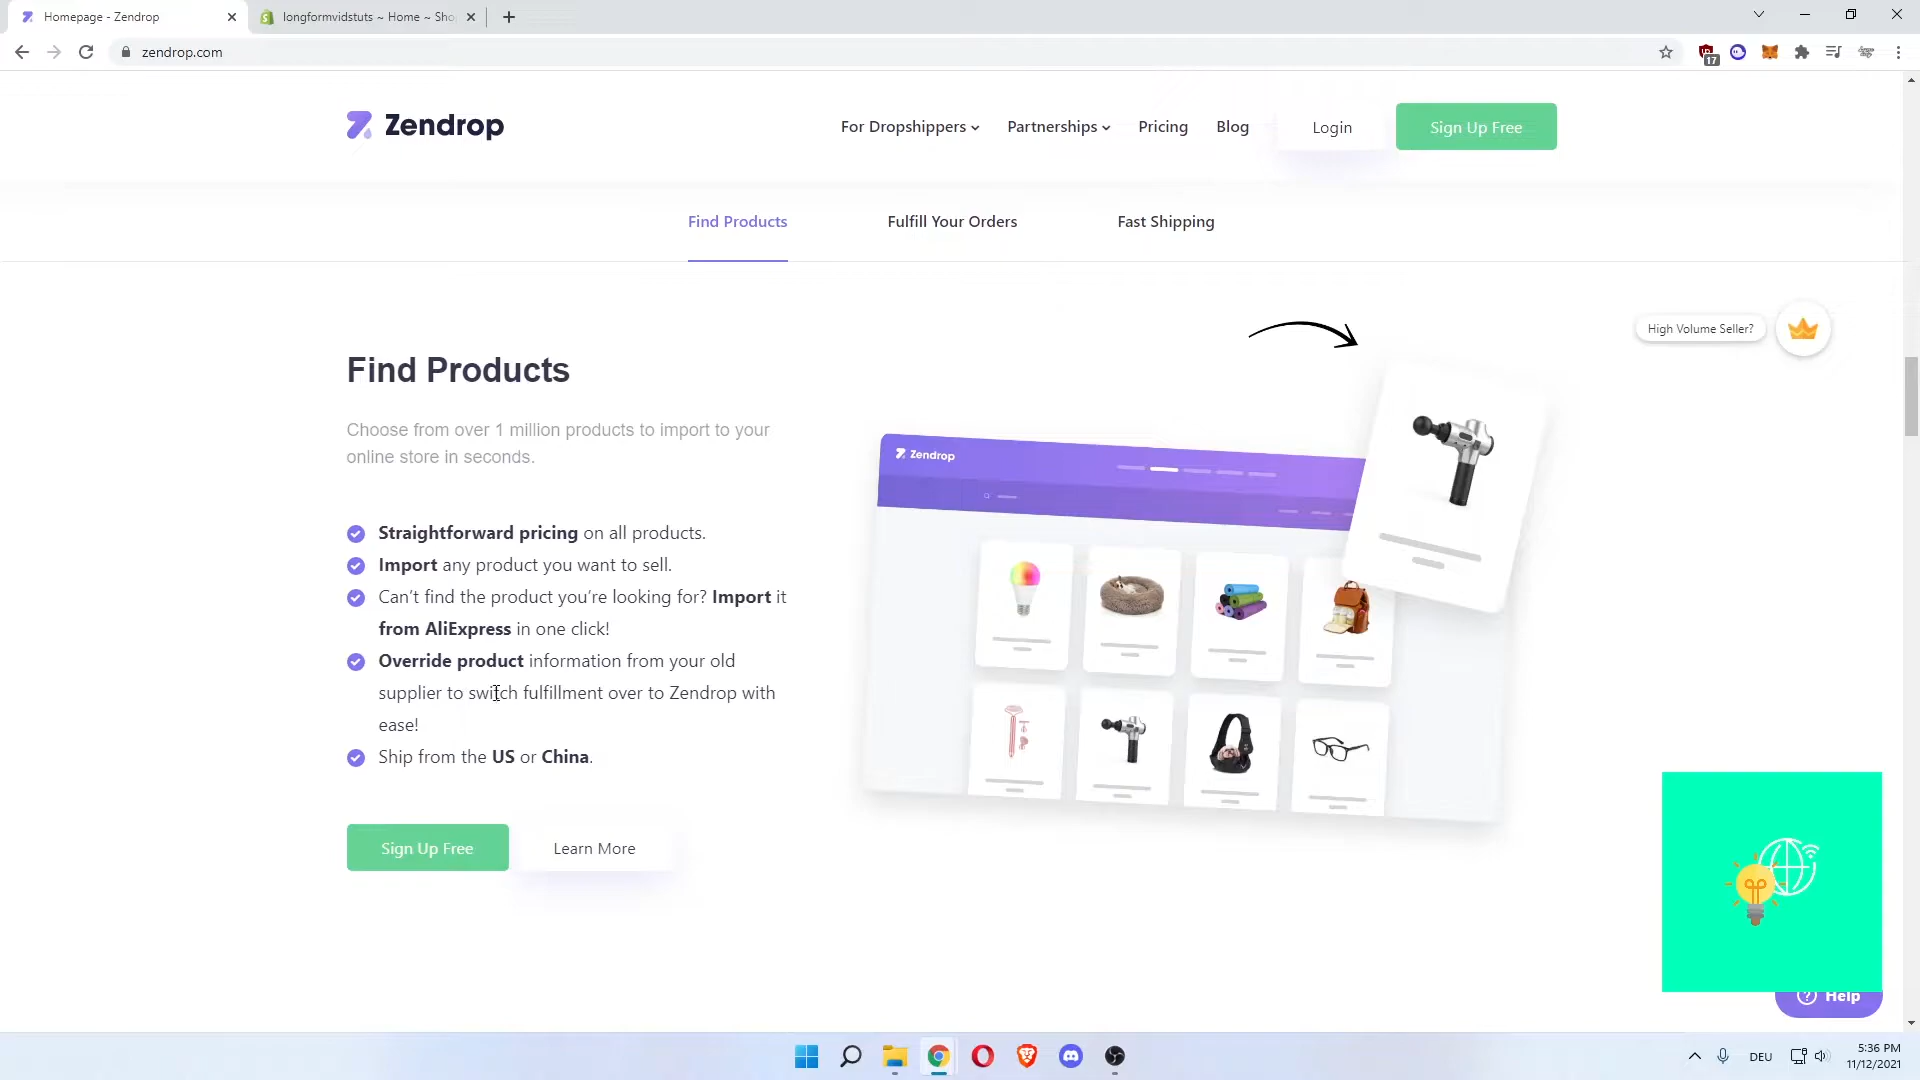 Homepage - Zendrop
longformvidstuts ~ Home ~ Sho
zendrop.com
17
Zendrop
For Dropshippers
Partnerships
Pricing
Blog
Login
Sign Up Free
Find Products
Fulfill Your Orders
Fast Shipping
High Volume Seller?
Find Products
Choose from over 1 million products to import to your
online store in seconds.
Straightforward pricing on all products.
Import any product you want to sell.
Can't find the product you're looking for? Import it
from AliExpress in one click!
Override product information from your old
supplier to switch fulfillment over to Zendrop with
ease!
Ship from the US or China.
Zendrop
Sign Up Free
Learn More
Help
DEU
5:36 PM
11/12/2021